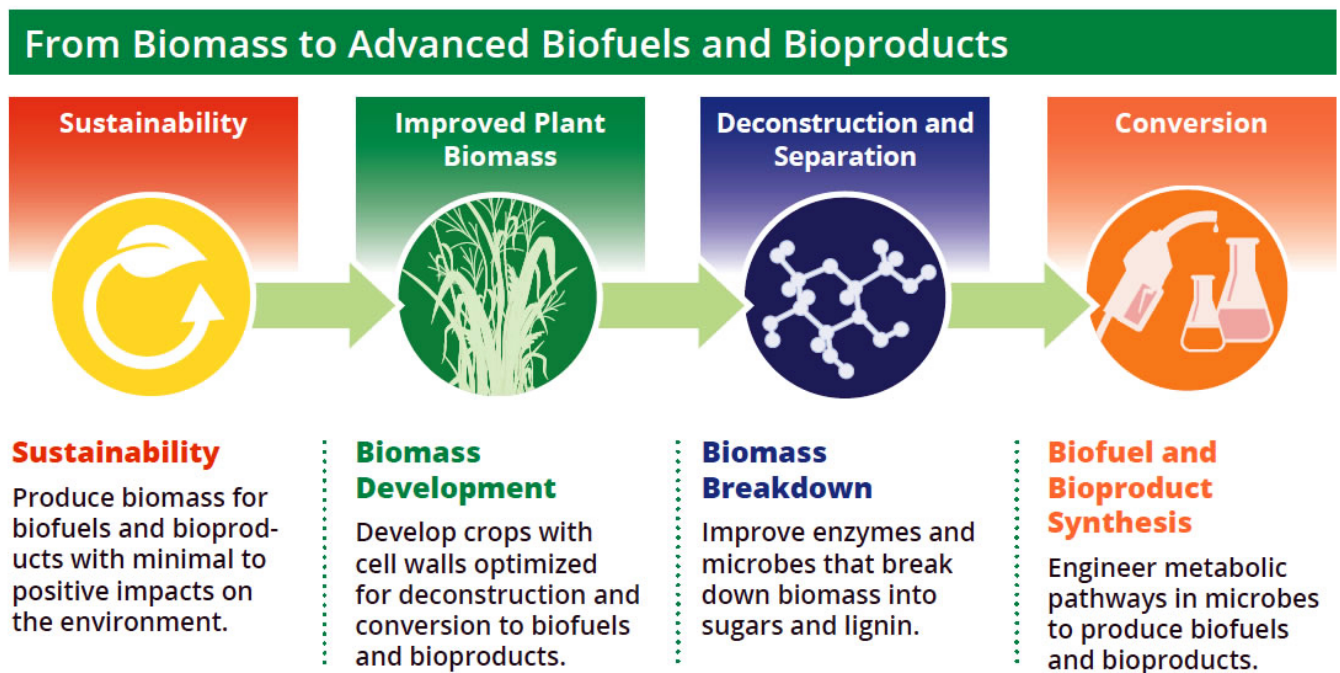 From Biomass to Advanced Biofuels and Bioproducts
Sustainability
Improved Plant
Biomass
Deconstruction and
Separation
Conversion
Sustainability
Produce biomass for
biofuels and bioprod-
ucts with minimal to
positive impacts on
the environment.
Biomass
Development
Develop crops with
cell walls optimized
for deconstruction and
conversion to biofuels
and bioproducts.
Biomass
Breakdown
Improve enzymes and
microbes that break
down biomass into
sugars and lignin.
Biofuel and
Bioproduct
Synthesis
Engineer metabolic
pathways in microbes
to produce biofuels
and bioproducts.